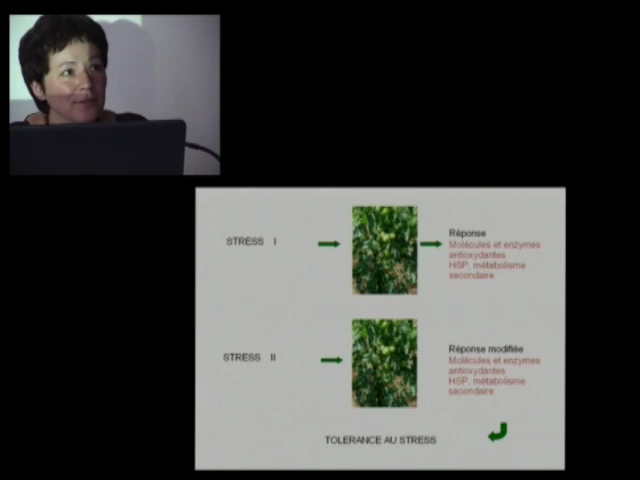 STRESS I
Réponse
Molécules et enzymes
antioxydantes
HSP, métabolisme
secondaire
STRESS II
Réponse modifiée
Molécules et enzymes
antioxydantes
HSP, métabolisme
secondaire
TOLERANCE AU STRESS